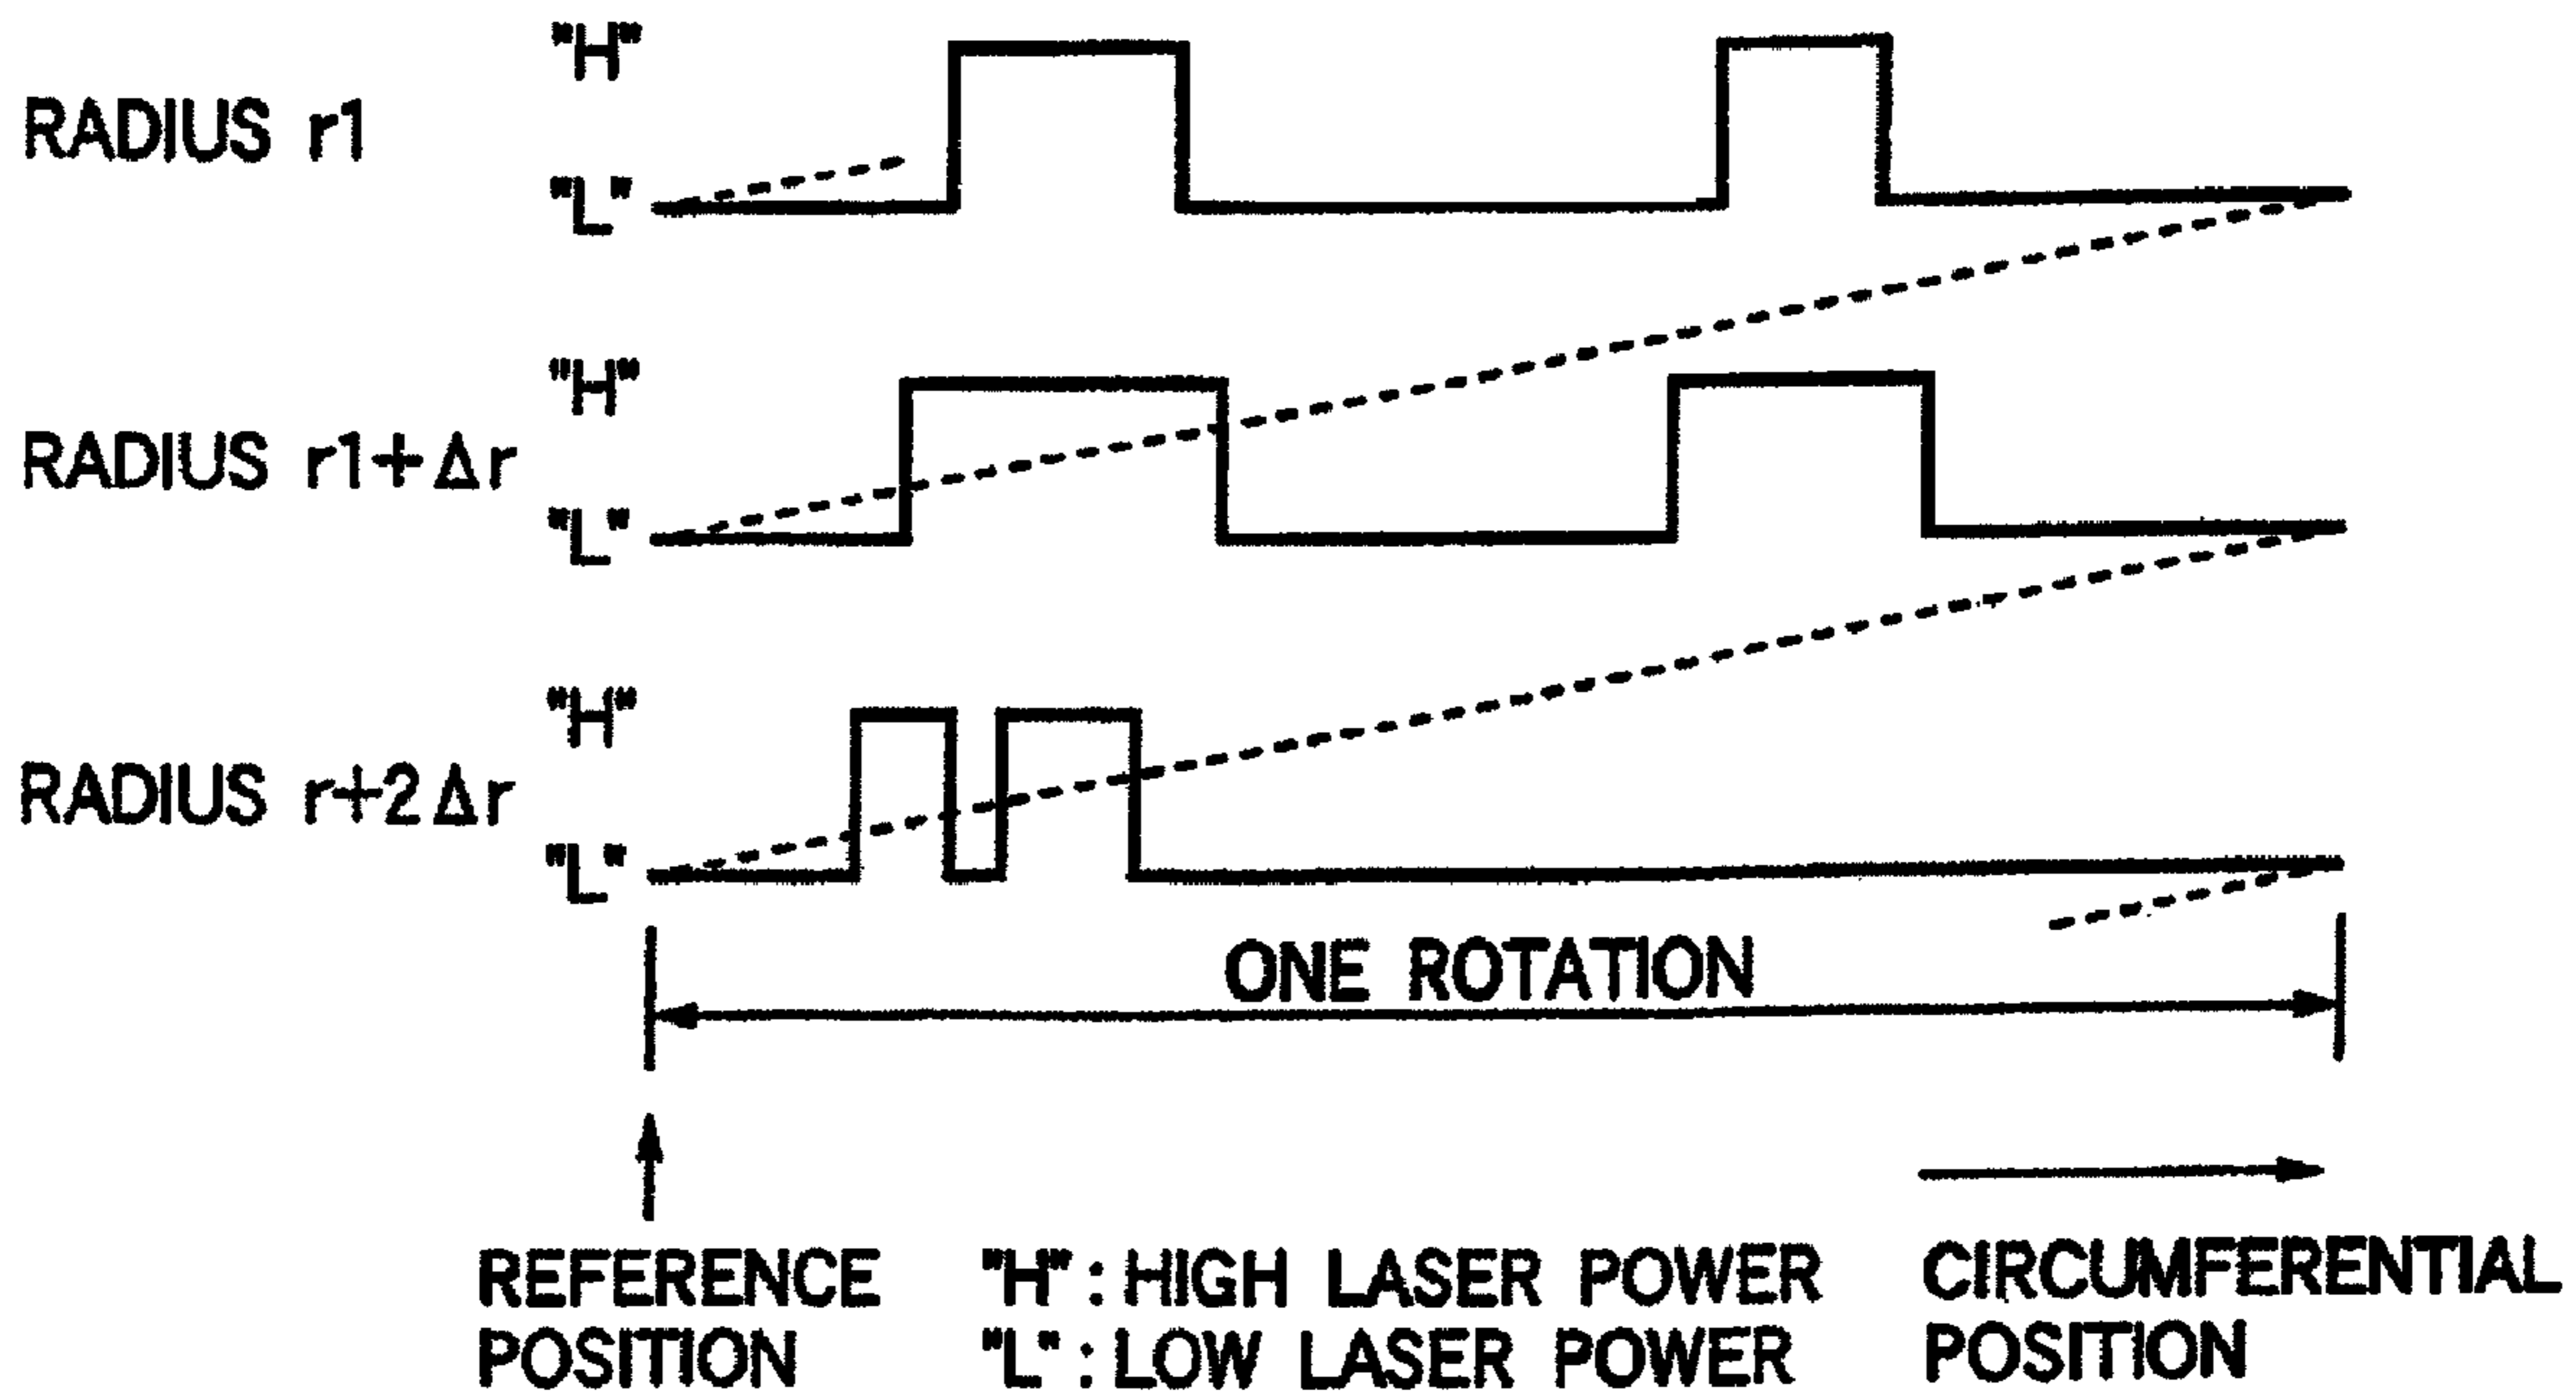 "H"
RADIUS r1
"L"
"H"
RADIUS r1+Δr
"L"
"H"
RADIUS r+2Δr
"L"
ONE ROTATION
REFERENCE POSITION
"H": HIGH LASER POWER
"L": LOW LASER POWER
CIRCUMFERENTIAL POSITION